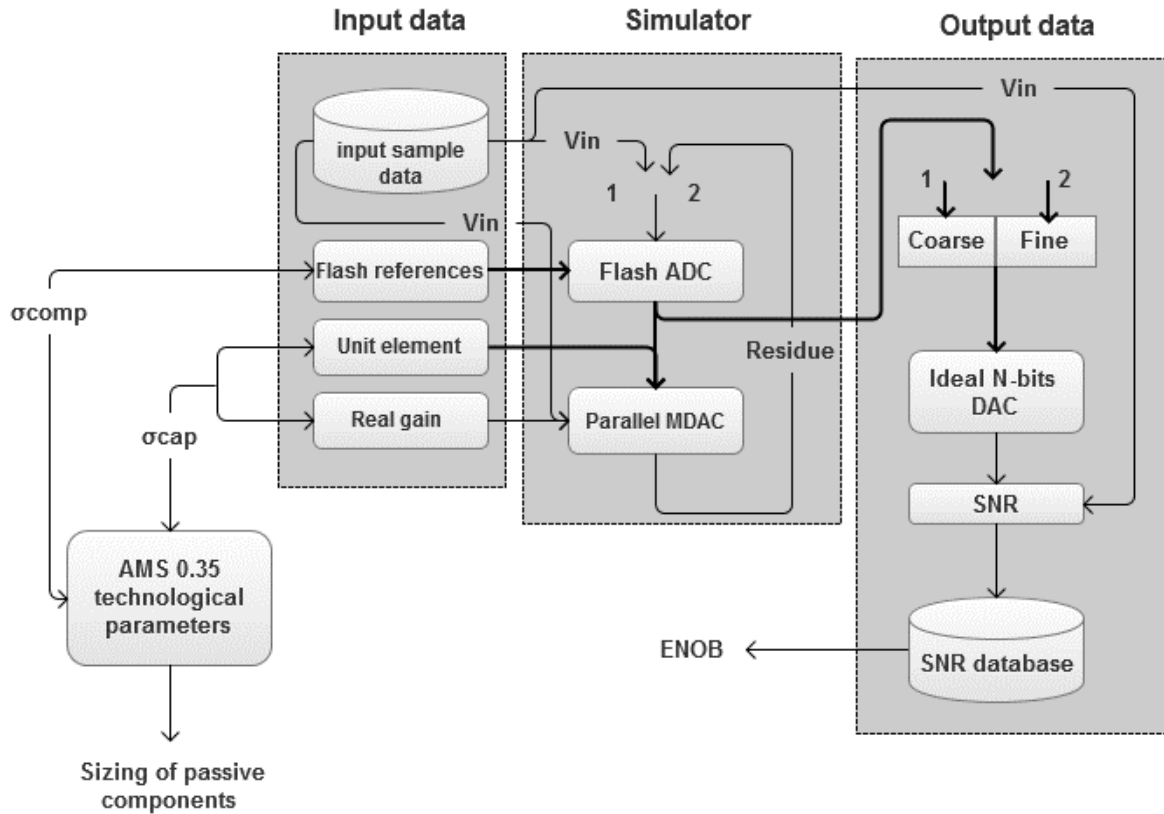 Input data
Simulator
Output data
input sample
data
Vin
Vin
Vin
1
2
1
2
Coarse
Fine
Flash references
Flash ADC
σcomp
Unit element
Residue
Ideal N-bits
DAC
Real gain
Parallel MDAC
σcap
SNR
AMS 0.35
technological
parameters
ENOB
SNR database
Sizing of passive
components